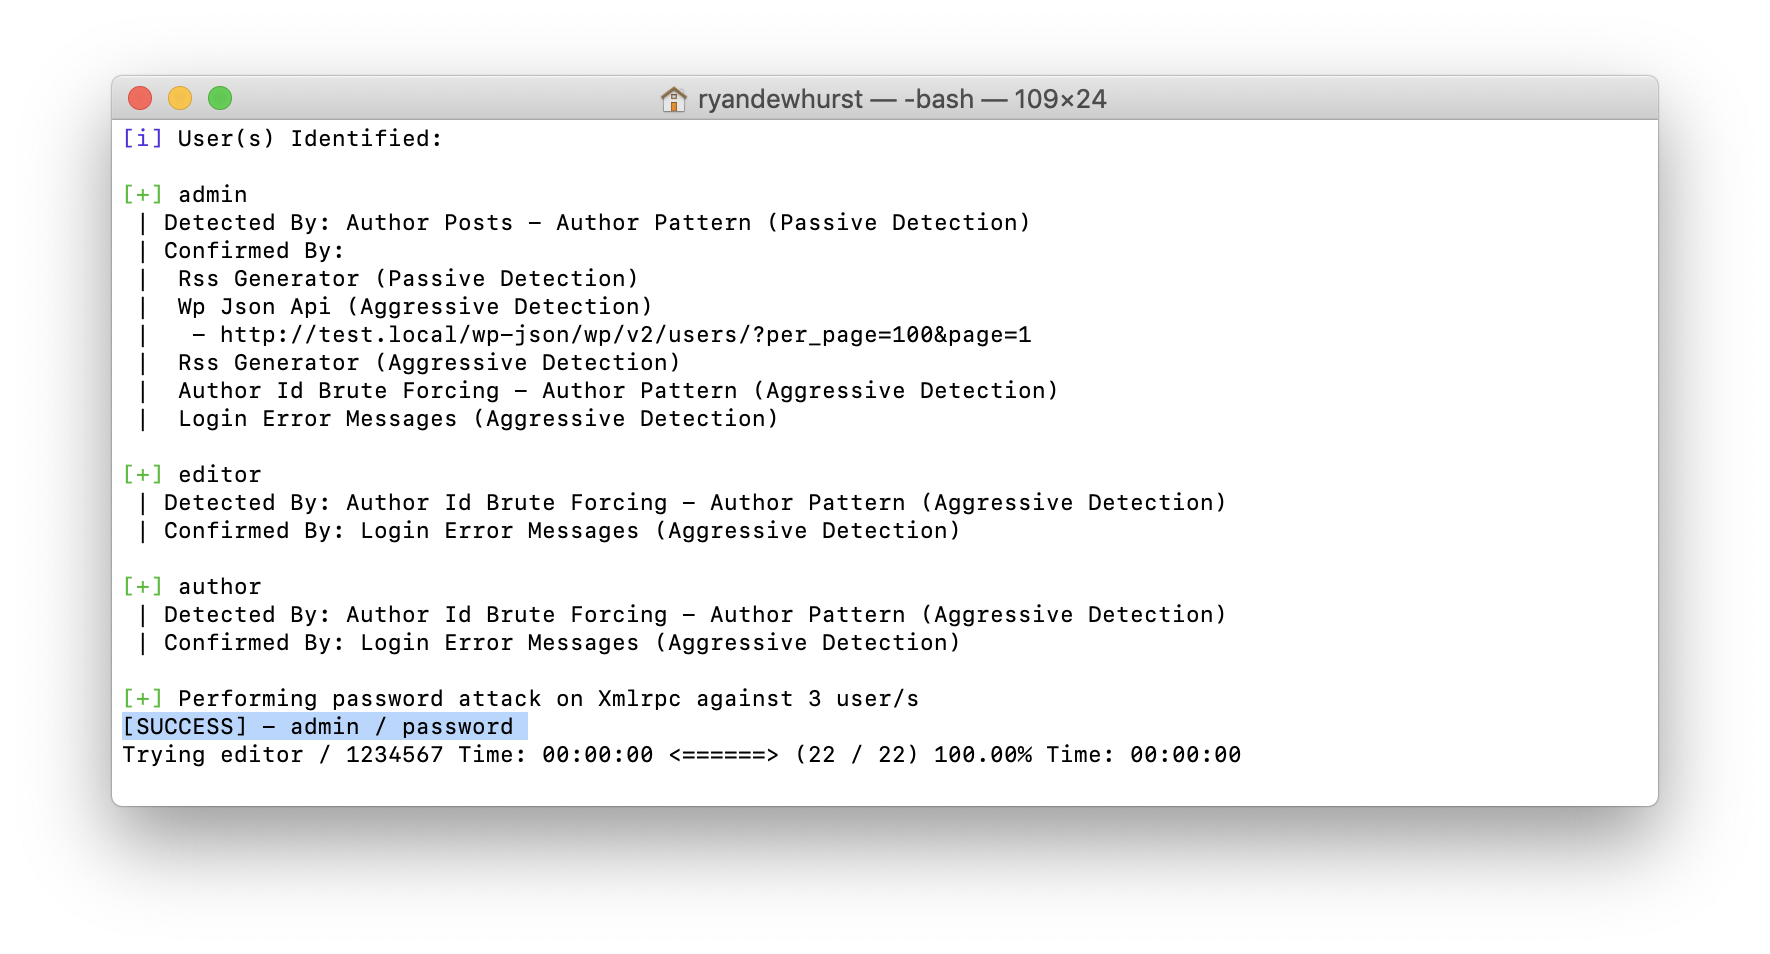 ryandewhurst — -bash — 109×24
[i] User(s) Identified:
[+] admin
| Detected By: Author Posts - Author Pattern (Passive Detection)
| Confirmed By:
|  Rss Generator (Passive Detection)
|  Wp Json Api (Aggressive Detection)
|   - http://test.local/wp-json/wp/v2/users/?per_page=100&page=1
|  Rss Generator (Aggressive Detection)
|  Author Id Brute Forcing - Author Pattern (Aggressive Detection)
|  Login Error Messages (Aggressive Detection)
[+] editor
| Detected By: Author Id Brute Forcing - Author Pattern (Aggressive Detection)
| Confirmed By: Login Error Messages (Aggressive Detection)
[+] author
| Detected By: Author Id Brute Forcing - Author Pattern (Aggressive Detection)
| Confirmed By: Login Error Messages (Aggressive Detection)
[+] Performing password attack on Xmlrpc against 3 user/s
[SUCCESS] - admin / password
Trying editor / 1234567 Time: 00:00:00 <======> (22 / 22) 100.00% Time: 00:00:00